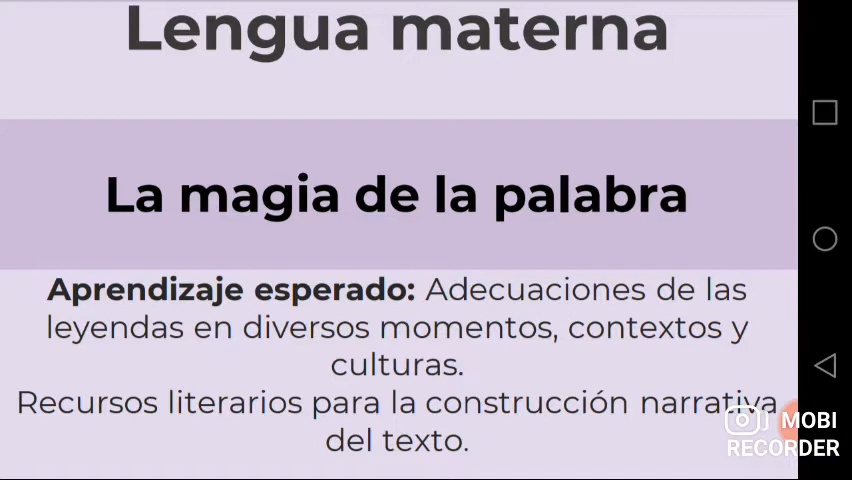 Lengua materna
La magia de la palabra
Aprendizaje esperado: Adecuaciones de las
leyendas en diversos momentos, contextos y
culturas.
Recursos literarios para la construcción narrativa
del texto.
MOBI
RECORDER